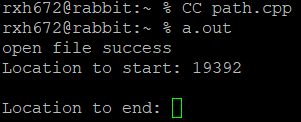 rxh672@rabbit:~ % CC path.cpp
rxh672@rabbit:~ % a.out
open file success
Location to start: 19392
Location to end: